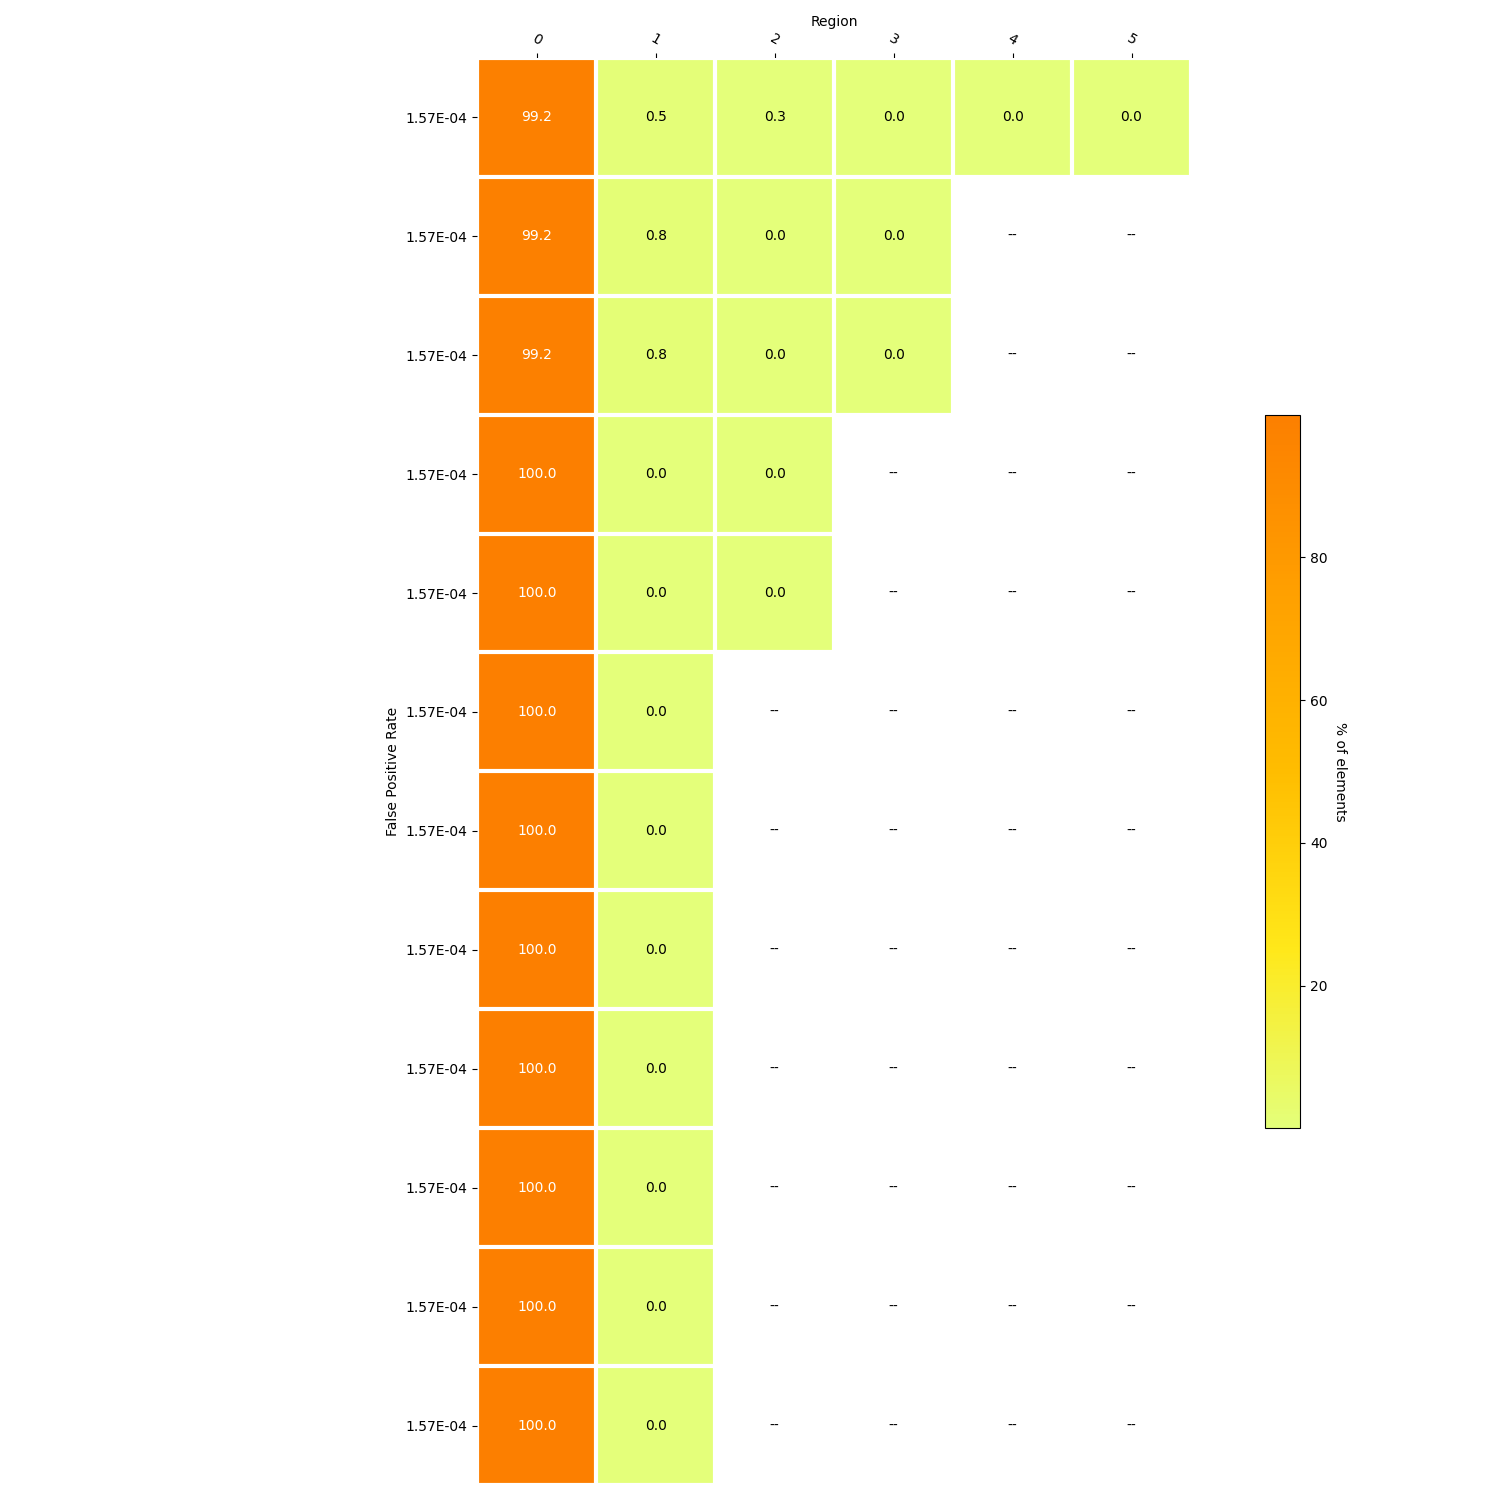 Region
0 1 2 3 4 5
1.57E-04 99.2 0.5 0.3 0.0 0.0 0.0
1.57E-04 99.2 0.8 0.0 0.0 -- --
1.57E-04 99.2 0.8 0.0 0.0 -- --
1.57E-04 100.0 0.0 0.0 -- -- --
1.57E-04 100.0 0.0 0.0 -- -- --
1.57E-04 100.0 0.0 -- -- -- --
1.57E-04 100.0 0.0 -- -- -- --
1.57E-04 100.0 0.0 -- -- -- --
1.57E-04 100.0 0.0 -- -- -- --
1.57E-04 100.0 0.0 -- -- -- --
1.57E-04 100.0 0.0 -- -- -- --
1.57E-04 100.0 0.0 -- -- -- --
False Positive Rate
80
60
40
20
% of elements